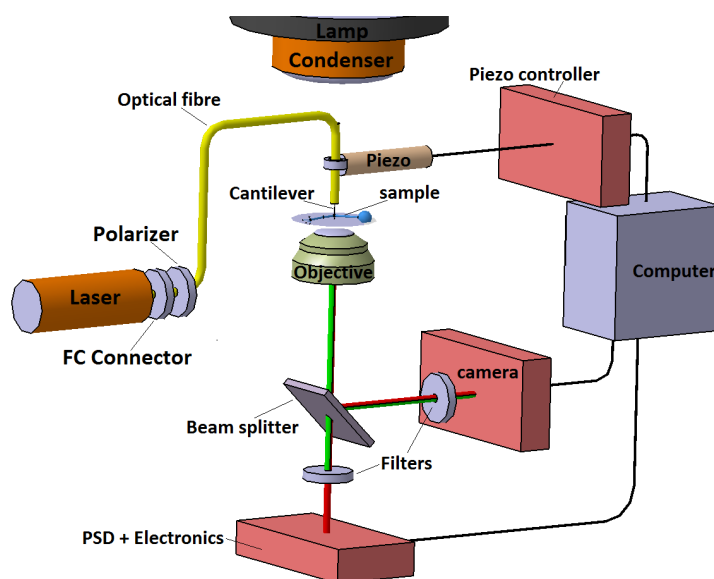 Lamp
Condenser
Piezo controller
Optical fibre
Piezo
Cantilever
sample
Polarizer
Objective
Computer
Laser
FC Connector
camera
Beam splitter
Filters
PSD + Electronics